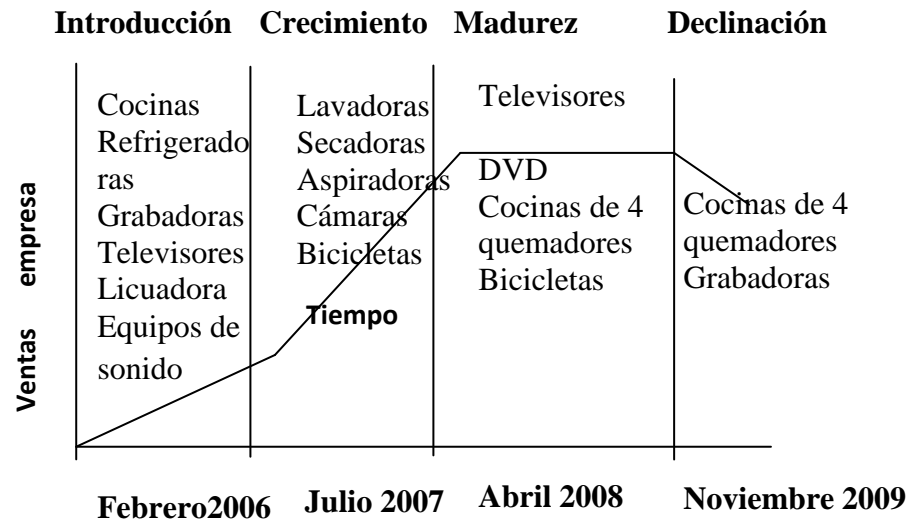 Introducción Crecimiento Madurez Declinación
Cocinas
Refrigerado
ras
Grabadoras
Televisores
Licuadora
Equipos de
sonido
Lavadoras
Secadoras
Aspiradoras
Cámaras
Bicicletas
Televisores
DVD
Cocinas de 4
quemadores
Bicicletas
Cocinas de 4
quemadores
Grabadoras
Ventas empresa
Tiempo
Febrero2006 Julio 2007 Abril 2008 Noviembre 2009